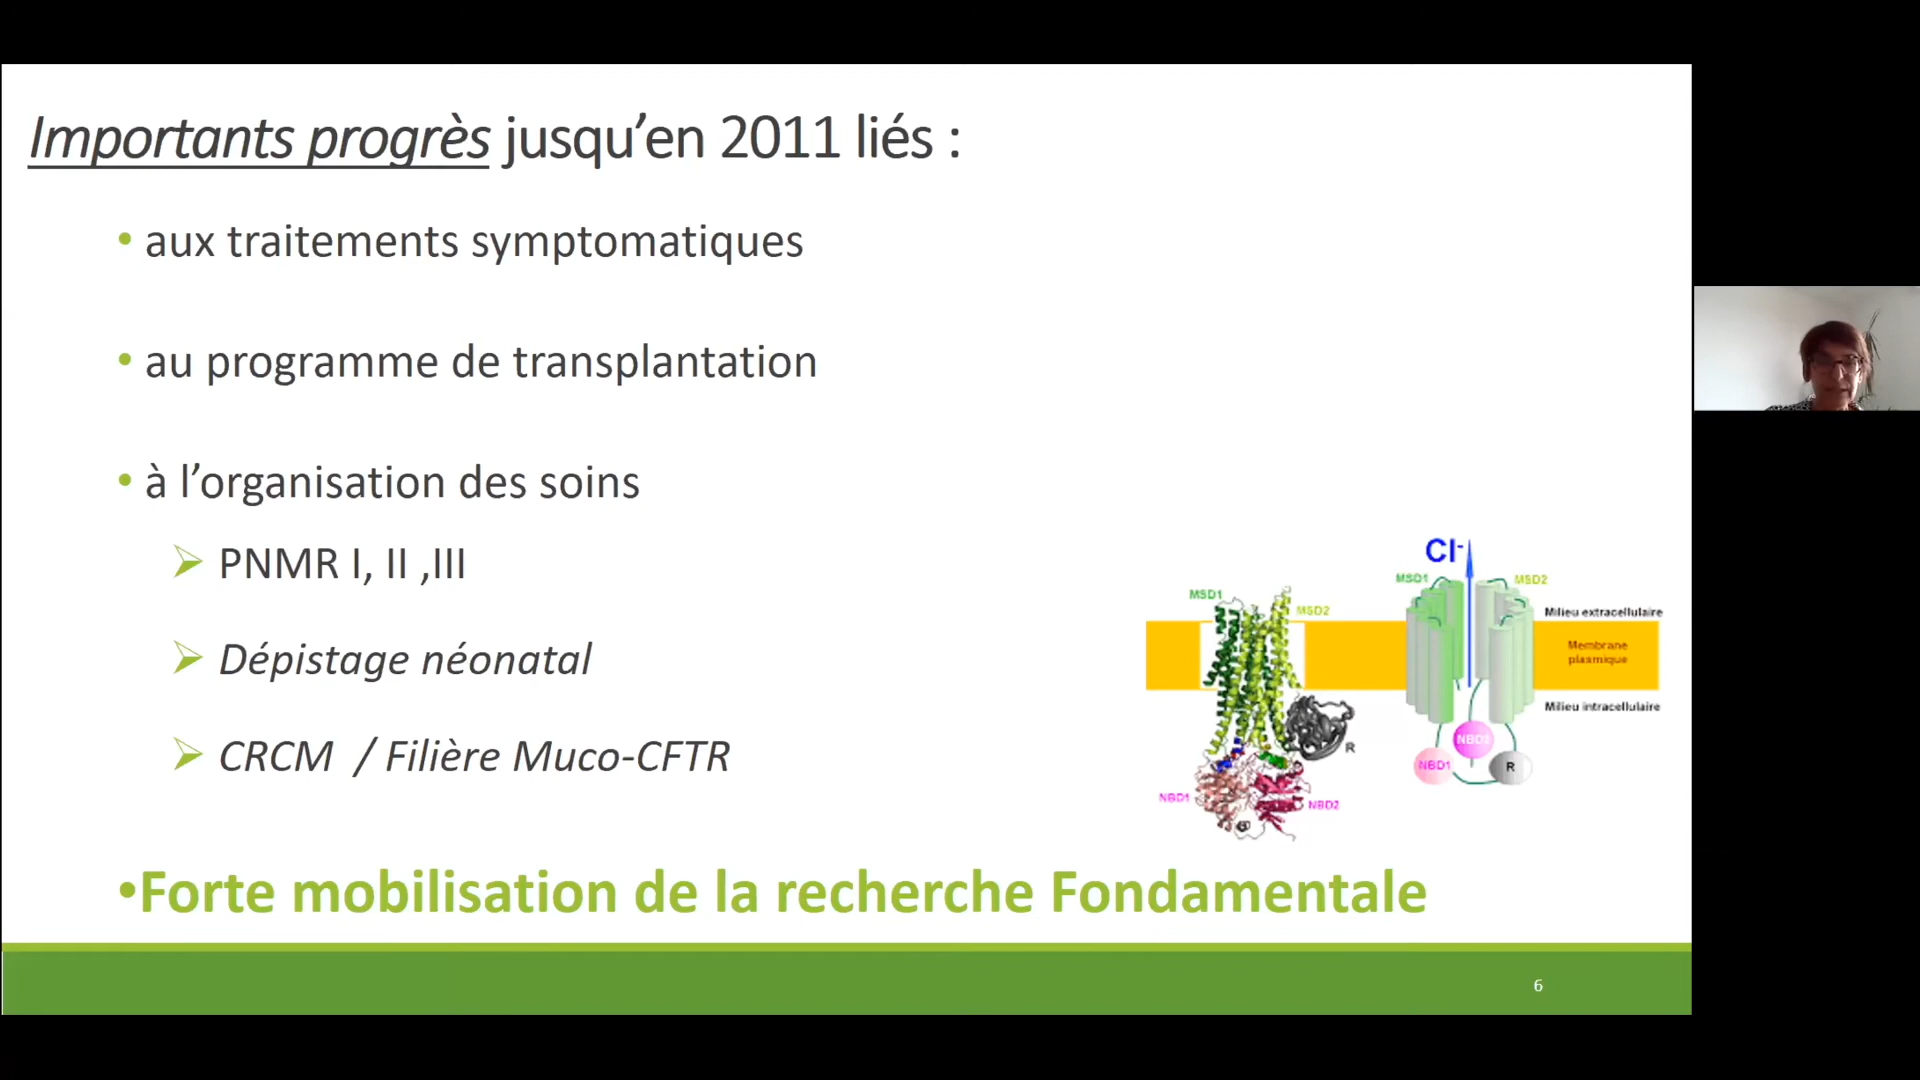 Importants progrès jusqu’en 2011 liés :
• aux traitements symptomatiques
• au programme de transplantation
• à l’organisation des soins
PNMR I, II ,III
Dépistage néonatal
CRCM / Filière Muco-CFTR
Cl-
MSD1
MSD2
MSD1
MSD2
Milieu extracellulaire
Membrane
plasmique
Milieu intracellulaire
R
NBD2
NBD1
R
NBD1
NBD2
•Forte mobilisation de la recherche Fondamentale
6